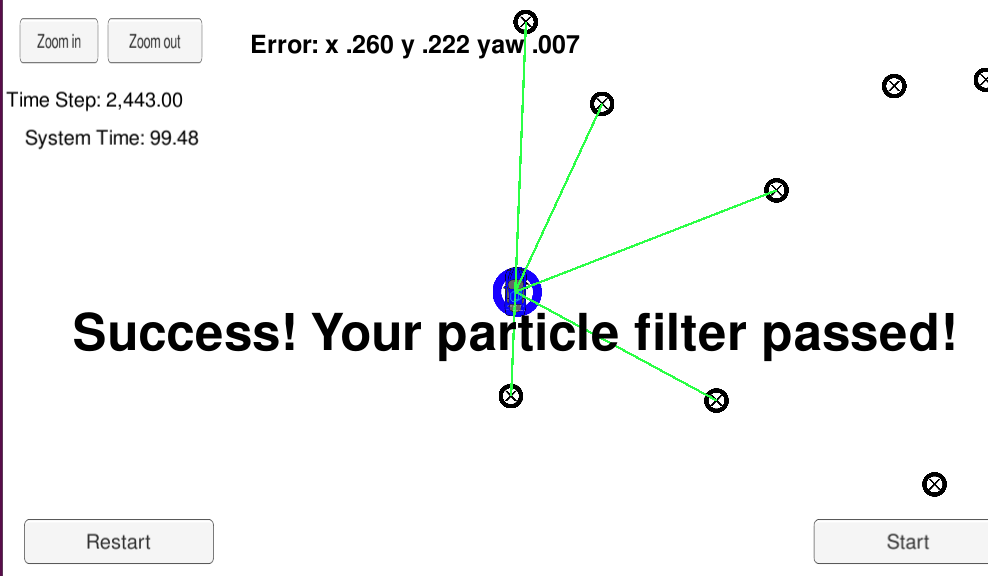 Zoom in
Zoom out
Error: x .260 y .222 yaw .007
Time Step: 2,443.00
System Time: 99.48
Success! Your particle filter passed!
Restart
Start